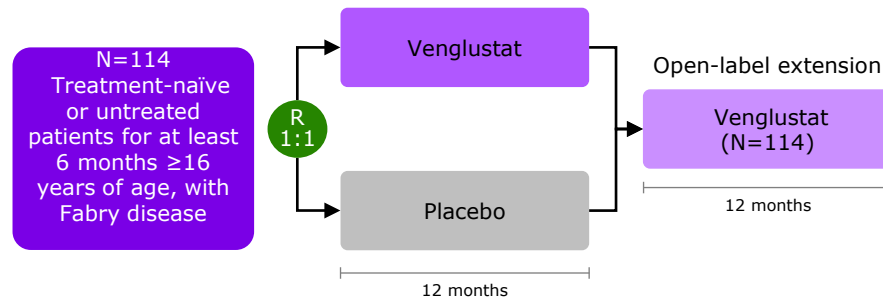 N=114
Treatment-naïve
or untreated
patients for at least
6 months ≥16
years of age, with
Fabry disease
R
1:1
Venglustat
Placebo
12 months
Open-label extension
Venglustat
(N=114)
12 months